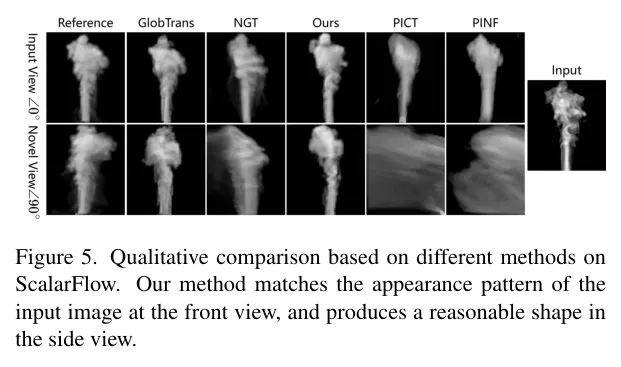 Reference GlobTrans NGT Ours PICT PINF
Input
Input View ∠0°
Novel View∠90°
Figure 5. Qualitative comparison based on different methods on
ScalarFlow. Our method matches the appearance pattern of the
input image at the front view, and produces a reasonable shape in
the side view.